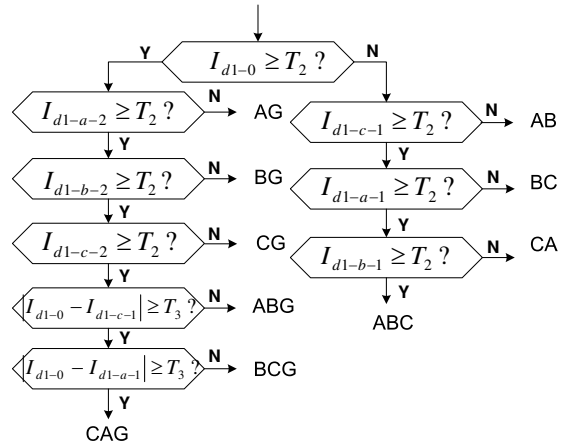 I_{d1-0} ≥ T_2 ?
Y
N
I_{d1-a-2} ≥ T_2 ?
N
AG
Y
I_{d1-b-2} ≥ T_2 ?
N
BG
Y
I_{d1-c-2} ≥ T_2 ?
N
CG
Y
|I_{d1-0} − I_{d1-c-1}| ≥ T_3 ?
N
ABG
Y
|I_{d1-0} − I_{d1-a-1}| ≥ T_3 ?
N
BCG
Y
CAG
I_{d1-c-1} ≥ T_2 ?
N
AB
Y
I_{d1-a-1} ≥ T_2 ?
N
BC
Y
I_{d1-b-1} ≥ T_2 ?
N
CA
Y
ABC